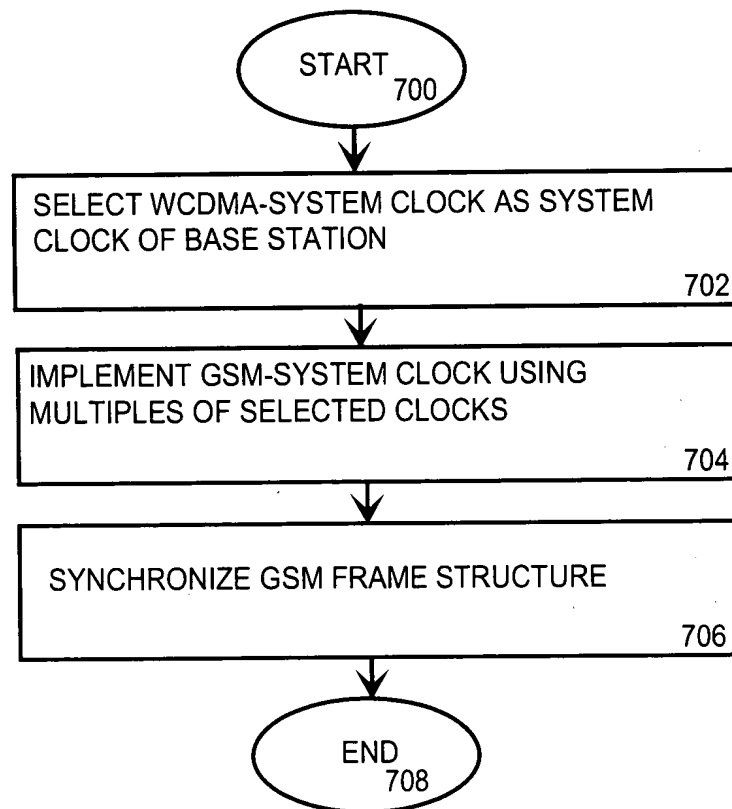 START
700
SELECT WCDMA-SYSTEM CLOCK AS SYSTEM
CLOCK OF BASE STATION
702
IMPLEMENT GSM-SYSTEM CLOCK USING
MULTIPLES OF SELECTED CLOCKS
704
SYNCHRONIZE GSM FRAME STRUCTURE
706
END
708